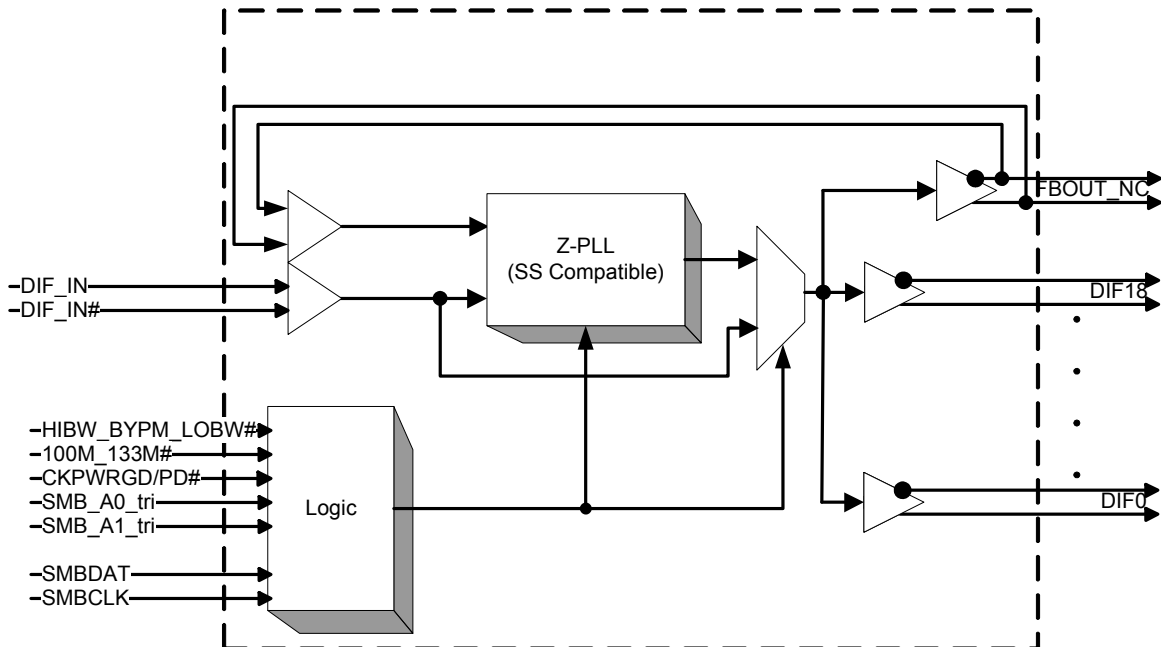 FBOUT_NC
Z-PLL
(SS Compatible)
DIF_IN
DIF_IN#
DIF18
HIBW_BYPM_LOBW#
100M_133M#
CKPWRGD/PD#
SMB_A0_tri
SMB_A1_tri
Logic
DIF0
SMBDAT
SMBCLK